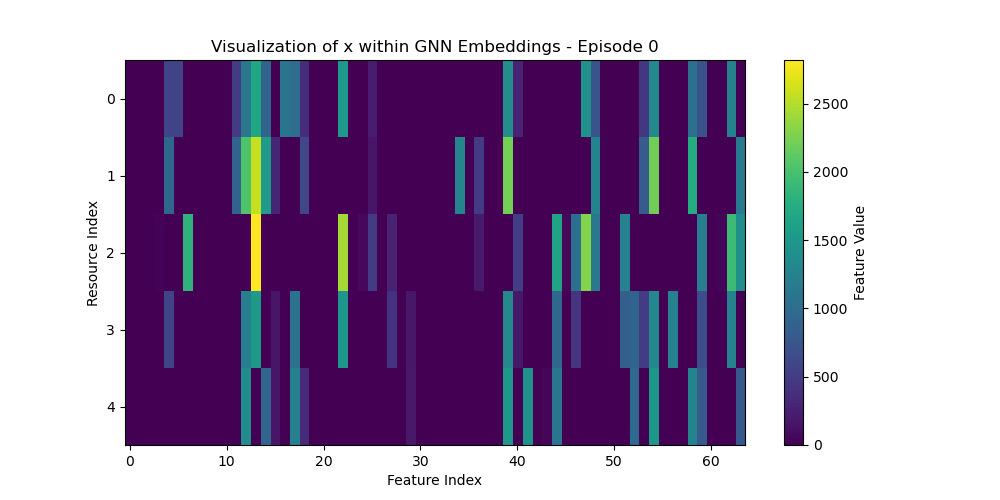 Visualization of x within GNN Embeddings - Episode 0
Resource Index
0
1
2
3
4
0 10 20 30 40 50 60
Feature Index
2500
2000
1500
1000
500
0
Feature Value